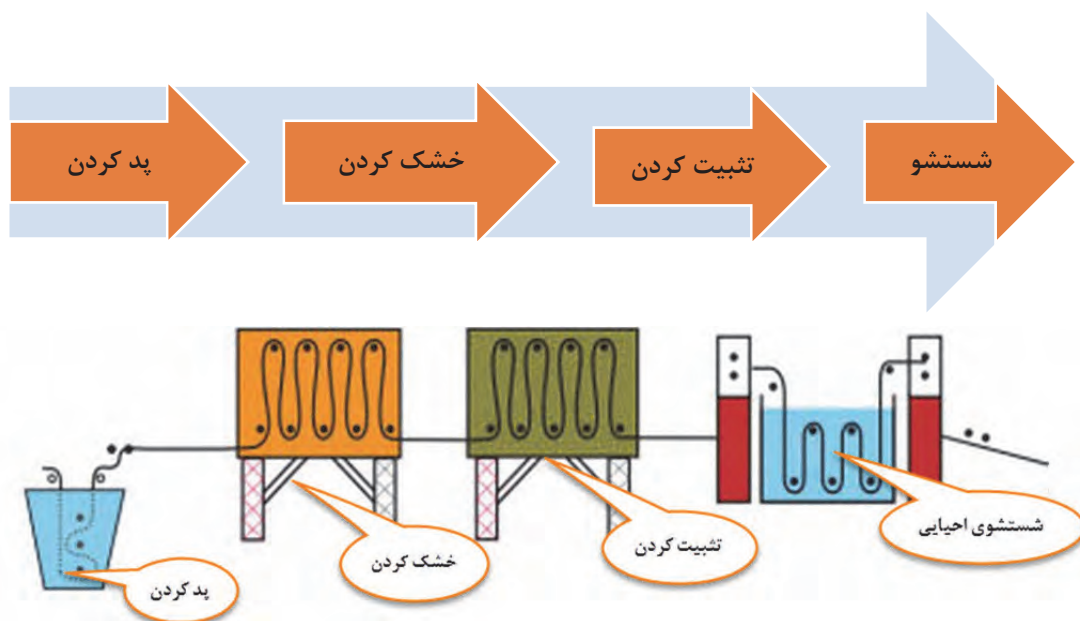 پد کردن
خشک کردن
تثبیت کردن
شستشو
پد کردن
خشک کردن
تثبیت کردن
شستشوی احیایی